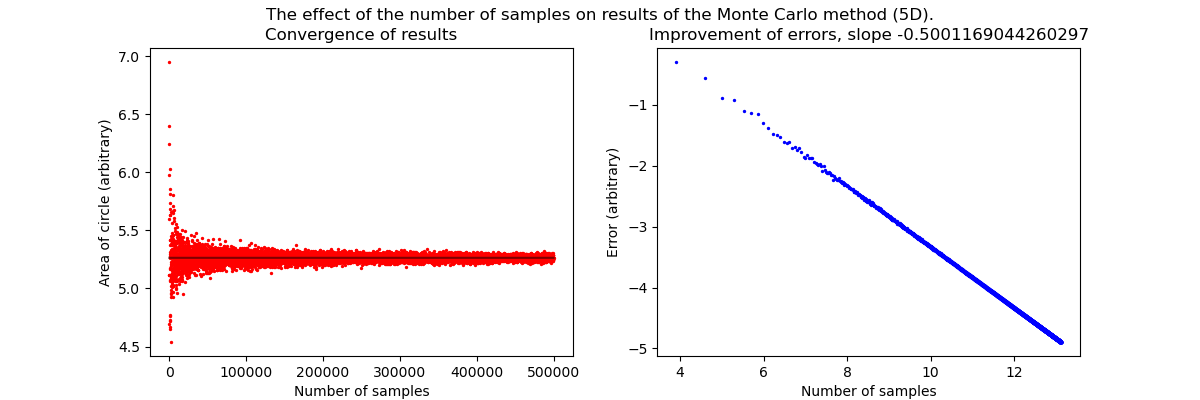 The effect of the number of samples on results of the Monte Carlo method (5D).
Convergence of results
7.0
6.5
6.0
5.5
5.0
4.5
Area of circle (arbitrary)
0 100000 200000 300000 400000 500000
Number of samples
Improvement of errors, slope -0.5001169044260297
−1
−2
−3
−4
−5
Error (arbitrary)
4 6 8 10 12
Number of samples